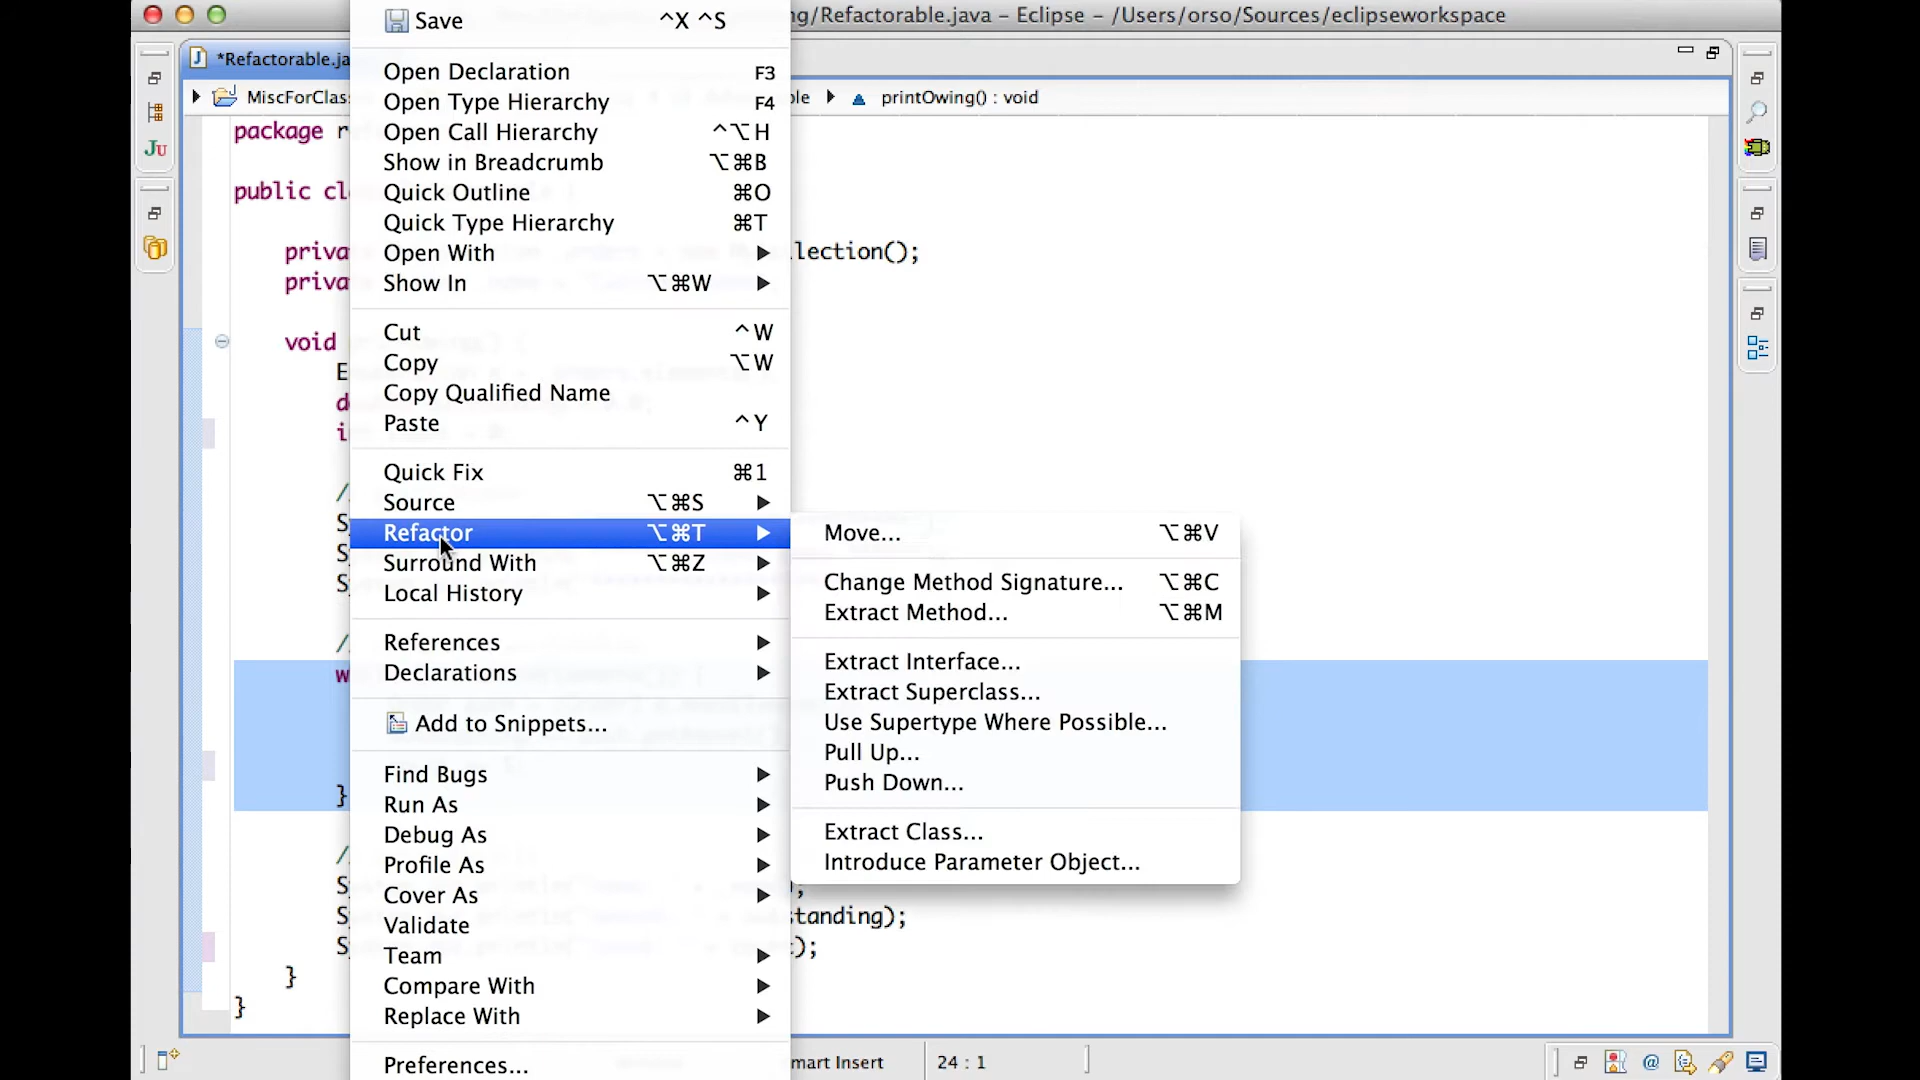 ng/Refactorable.java – Eclipse – /Users/orso/Sources/eclipseworkspace
*Refactorable.ja
MiscForClas
ble
printOwing() : void
package r
public cl
priva
llection();
priva
void
E
d
i
/
S
S
S
/
w
}
/
S
S
standing);
S
);
}
}
Save ^X ^S
Open Declaration F3
Open Type Hierarchy F4
Open Call Hierarchy ^⌥H
Show in Breadcrumb ⌥⌘B
Quick Outline ⌘O
Quick Type Hierarchy ⌘T
Open With
Show In ⌥⌘W
Cut ^W
Copy ⌥W
Copy Qualified Name
Paste ^Y
Quick Fix ⌘1
Source ⌥⌘S
Refactor ⌥⌘T
Surround With ⌥⌘Z
Local History
References
Declarations
Add to Snippets...
Find Bugs
Run As
Debug As
Profile As
Cover As
Validate
Team
Compare With
Replace With
Preferences...
Move... ⌥⌘V
Change Method Signature... ⌥⌘C
Extract Method... ⌥⌘M
Extract Interface...
Extract Superclass...
Use Supertype Where Possible...
Pull Up...
Push Down...
Extract Class...
Introduce Parameter Object...
mart Insert
24 : 1